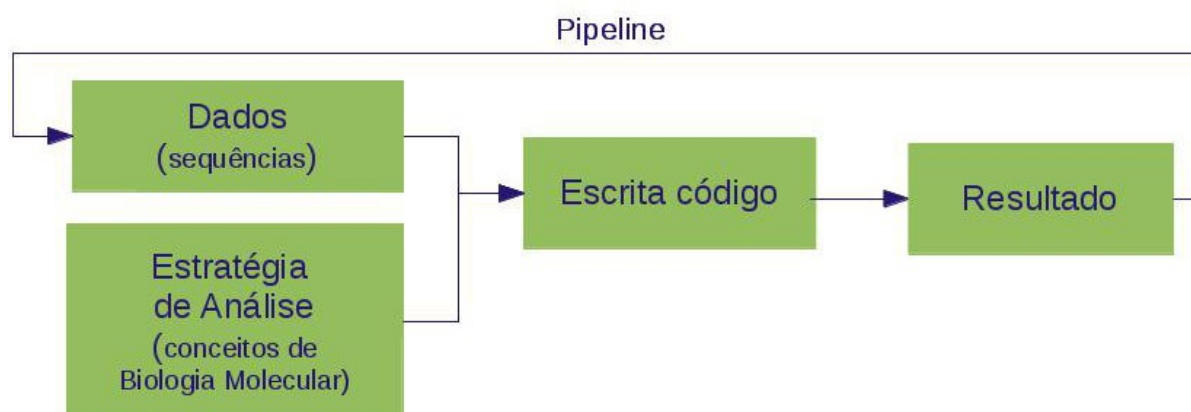 Pipeline
Dados
(sequências)
Estratégia
de Análise
(conceitos de
Biologia Molecular)
Escrita código
Resultado